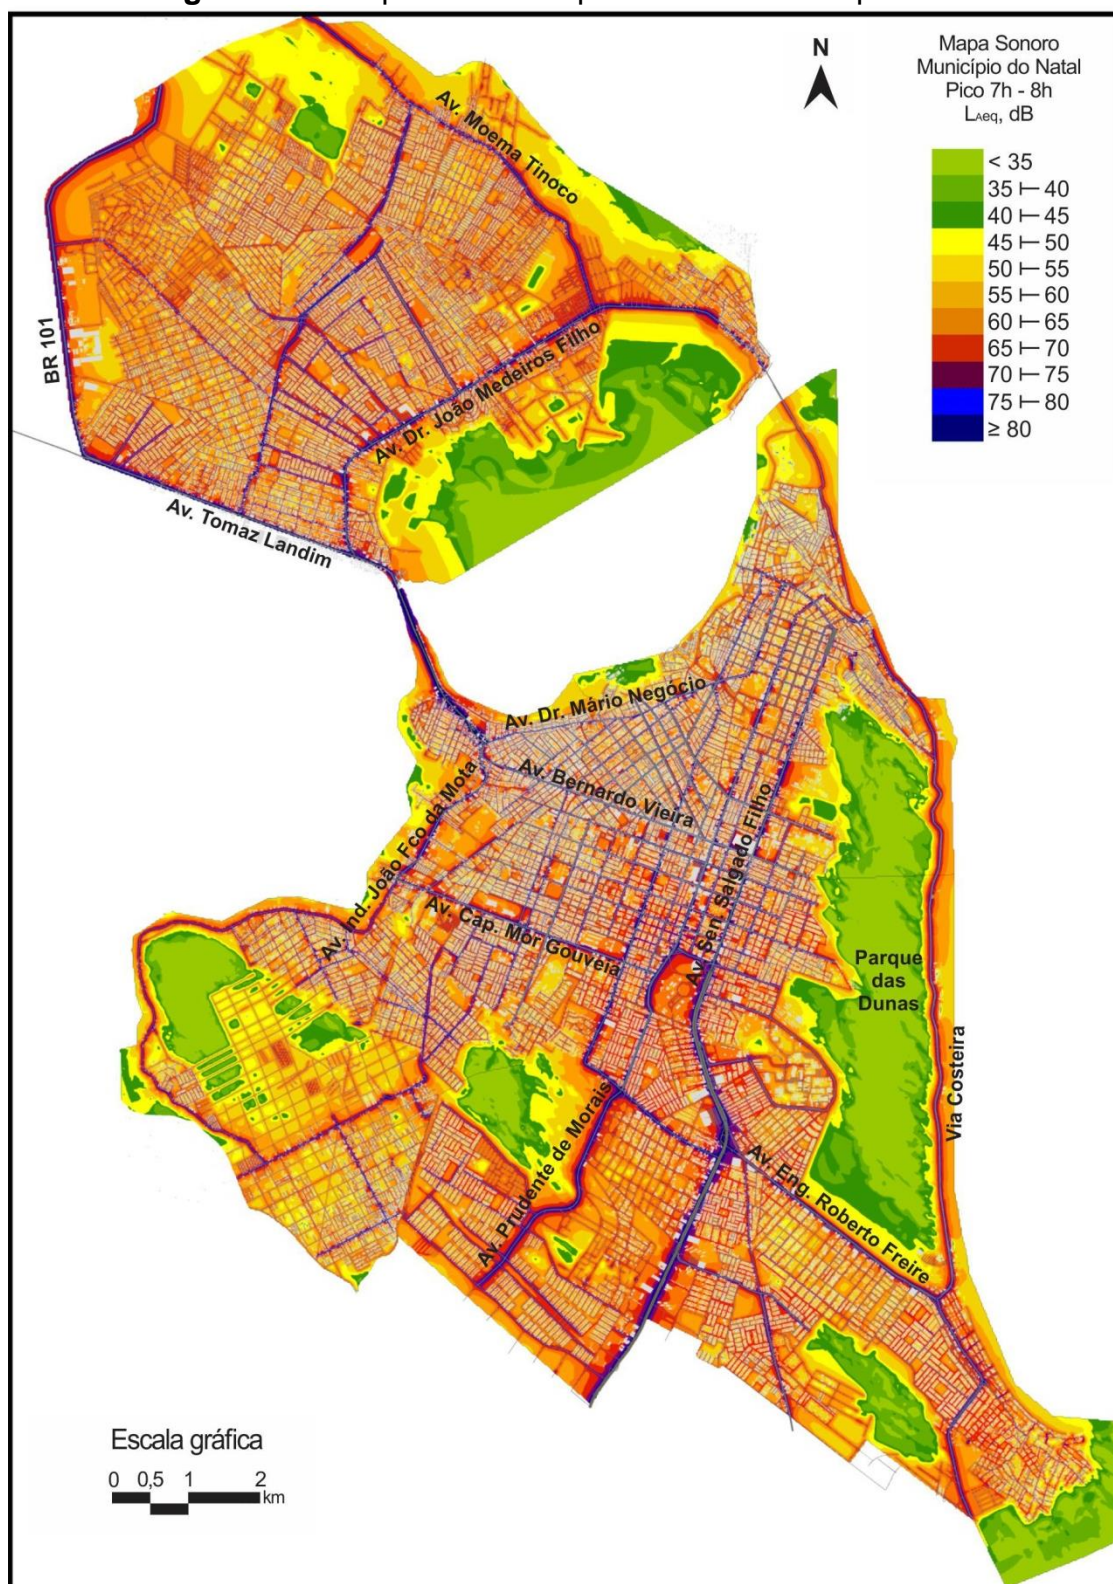 N
Mapa Sonoro
Município do Natal
Pico 7h - 8h
LAeq, dB
< 35
35 ⊢ 40
40 ⊢ 45
45 ⊢ 50
50 ⊢ 55
55 ⊢ 60
60 ⊢ 65
65 ⊢ 70
70 ⊢ 75
75 ⊢ 80
≥ 80
Av. Moema Tinoco
BR 101
Av. Dr. João Medeiros Filho
Av. Tomaz Landim
Av. Dr. Mário Negócio
Av. Bernardo Vieira
Av. Ind. João Fco da Mota
Av. Sen. Salgado Filho
Av. Cap. Mor Gouveia
Parque
das
Dunas
Via Costeira
Av. Prudente de Morais
Av. Eng. Roberto Freire
Escala gráfica
0 0,5 1 2
km